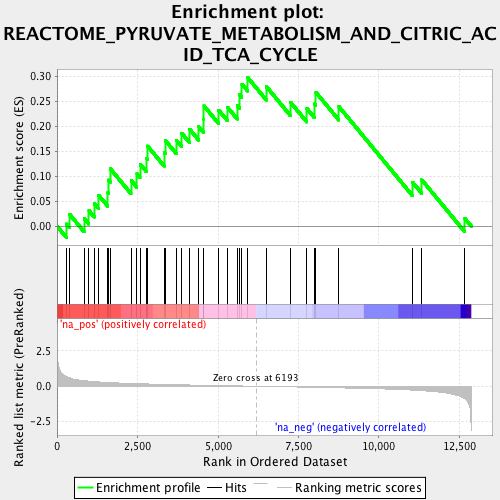 Enrichment plot:
REACTOME_PYRUVATE_METABOLISM_AND_CITRIC_AC
ID_TCA_CYCLE
Enrichment score (ES)
0.30
0.25
0.20
0.15
0.10
0.05
0.00
'na_pos' (positively correlated)
Ranked list metric (PreRanked)
2.5
0.0
-2.5
Zero cross at 6193
'na_neg' (negatively correlated)
0
2,500
5,000
7,500
10,000
12,500
Rank in Ordered Dataset
Enrichment profile
Hits
Ranking metric scores